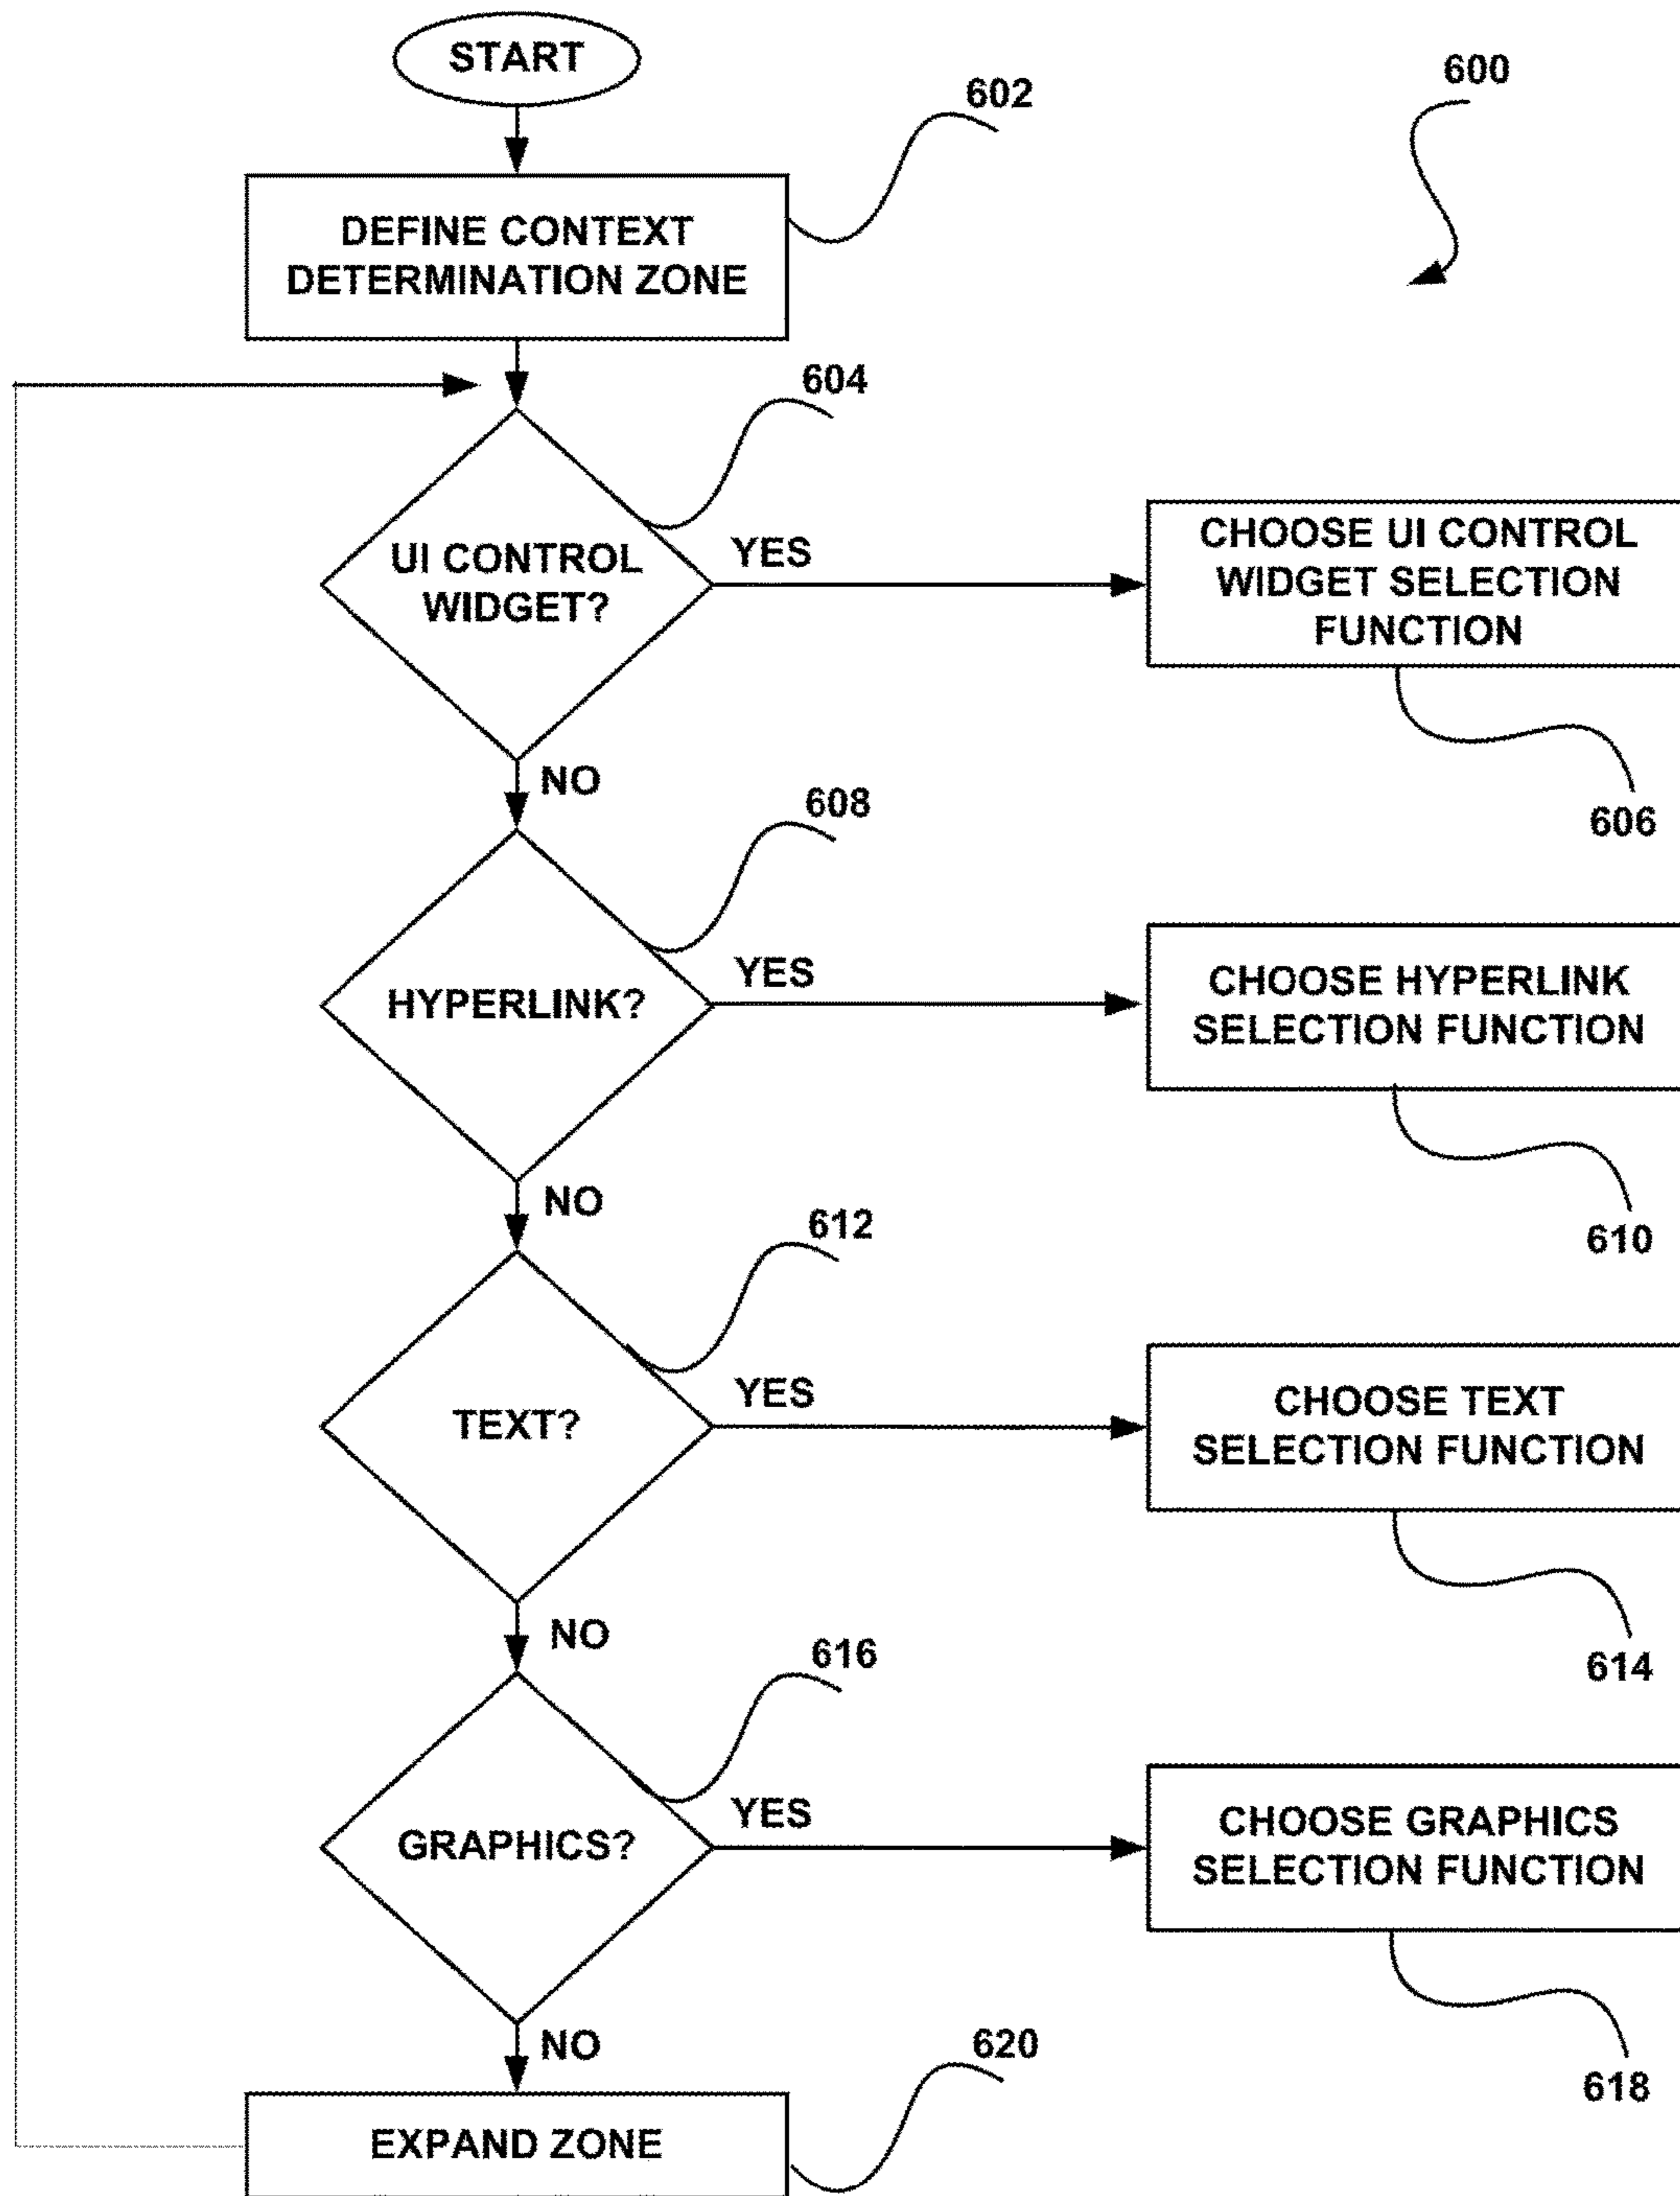 START
600
602
DEFINE CONTEXT
DETERMINATION ZONE
604
UI CONTROL
WIDGET?
YES
CHOOSE UI CONTROL
WIDGET SELECTION
FUNCTION
606
NO
608
HYPERLINK?
YES
CHOOSE HYPERLINK
SELECTION FUNCTION
610
NO
612
TEXT?
YES
CHOOSE TEXT
SELECTION FUNCTION
614
NO
616
GRAPHICS?
YES
CHOOSE GRAPHICS
SELECTION FUNCTION
618
NO
620
EXPAND ZONE